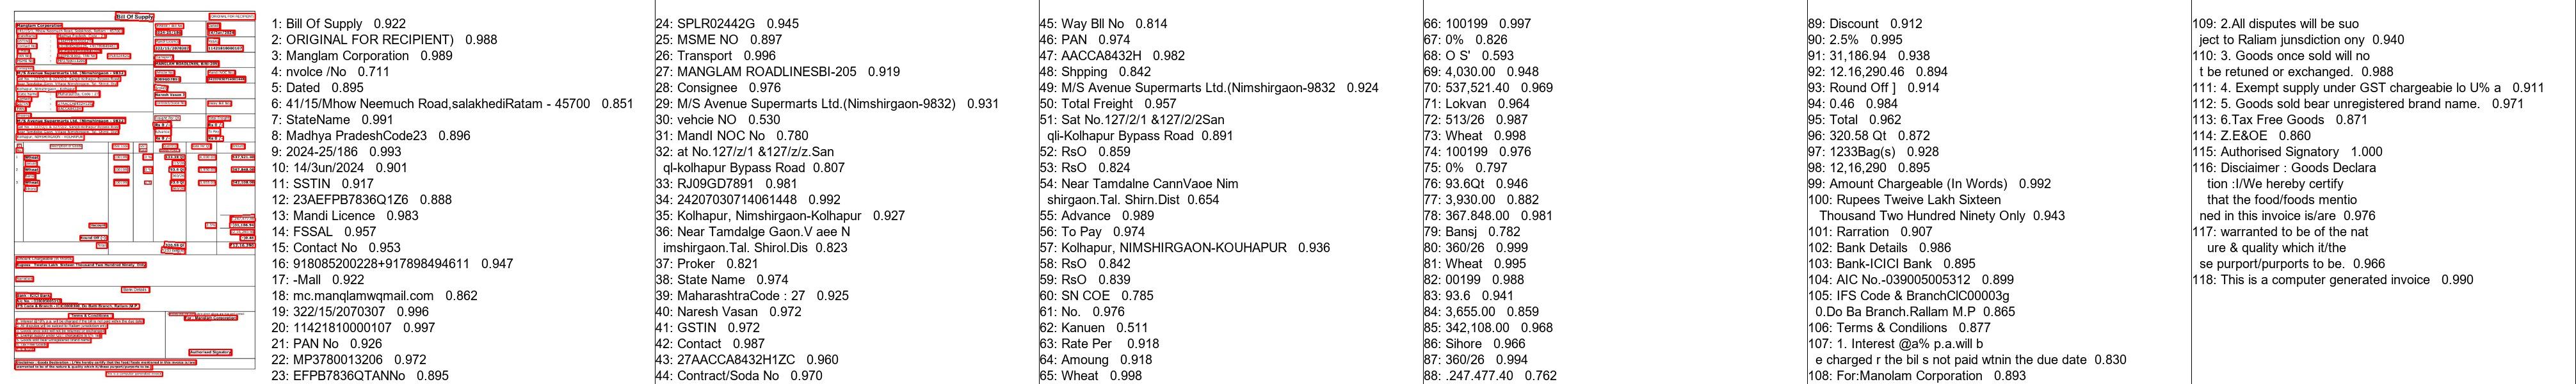 1: Bill Of Supply 0.922
2: ORIGINAL FOR RECIPIENT) 0.988
3: Manglam Corporation 0.989
4: nvolce /No 0.711
5: Dated 0.895
6: 41/15/Mhow Neemuch Road,salakhediRatam - 45700 0.851
7: StateName 0.991
8: Madhya PradeshCode23 0.896
9: 2024-25/186 0.993
10: 14/3un/2024 0.901
11: SSTIN 0.917
12: 23AEFPB7836Q1Z6 0.888
13: Mandi Licence 0.983
14: FSSAL 0.957
15: Contact No 0.953
16: 918085200228+917898494611 0.947
17: -Mall 0.922
18: mc.manqlamwqmail.com 0.862
19: 322/15/2070307 0.996
20: 11421810000107 0.997
21: PAN No 0.926
22: MP3780013206 0.972
23: EFPB7836QTANNo 0.895
24: SPLR02442G 0.945
25: MSME NO 0.897
26: Transport 0.996
27: MANGLAM ROADLINESBI-205 0.919
28: Consignee 0.976
29: M/S Avenue Supermarts Ltd.(Nimshirgaon-9832) 0.931
30: vehcie NO 0.530
31: MandI NOC No 0.780
32: at No.127/z/1 &127/z/z.San
ql-kolhapur Bypass Road 0.807
33: RJ09GD7891 0.981
34: 24207030714061448 0.992
35: Kolhapur, Nimshirgaon-Kolhapur 0.927
36: Near Tamdalge Gaon.V aee N
imshirgaon.Tal. Shirol.Dis 0.823
37: Proker 0.821
38: State Name 0.974
39: MaharashtraCode : 27 0.925
40: Naresh Vasan 0.972
41: GSTIN 0.972
42: Contact 0.987
43: 27AACCA8432H1ZC 0.960
44: Contract/Soda No 0.970
45: Way Bll No 0.814
46: PAN 0.974
47: AACCA8432H 0.982
48: Shpping 0.842
49: M/S Avenue Supermarts Ltd.(Nimshirgaon-9832 0.924
50: Total Freight 0.957
51: Sat No.127/2/1 &127/2/2San
qli-Kolhapur Bypass Road 0.891
52: RsO 0.859
53: RsO 0.824
54: Near Tamdalne CannVaoe Nim
shirgaon.Tal. Shirn.Dist 0.654
55: Advance 0.989
56: To Pay 0.974
57: Kolhapur, NIMSHIRGAON-KOUHAPUR 0.936
58: RsO 0.842
59: RsO 0.839
60: SN COE 0.785
61: No. 0.976
62: Kanuen 0.511
63: Rate Per 0.918
64: Amoung 0.918
65: Wheat 0.998
66: 100199 0.997
67: 0% 0.826
68: O S' 0.593
69: 4,030.00 0.948
70: 537,521.40 0.969
71: Lokvan 0.964
72: 513/26 0.987
73: Wheat 0.998
74: 100199 0.976
75: 0% 0.797
76: 93.6Qt 0.946
77: 3,930.00 0.882
78: 367.848.00 0.981
79: Bansj 0.782
80: 360/26 0.999
81: Wheat 0.995
82: 00199 0.988
83: 93.6 0.941
84: 3,655.00 0.859
85: 342,108.00 0.968
86: Sihore 0.966
87: 360/26 0.994
88: .247.477.40 0.762
89: Discount 0.912
90: 2.5% 0.995
91: 31,186.94 0.938
92: 12.16,290.46 0.894
93: Round Off ] 0.914
94: 0.46 0.984
95: Total 0.962
96: 320.58 Qt 0.872
97: 1233Bag(s) 0.928
98: 12,16,290 0.895
99: Amount Chargeable (In Words) 0.992
100: Rupees Tweive Lakh Sixteen
Thousand Two Hundred Ninety Only 0.943
101: Rarration 0.907
102: Bank Details 0.986
103: Bank-ICICI Bank 0.895
104: AIC No.-039005005312 0.899
105: IFS Code & BranchClC00003g
0.Do Ba Branch.Rallam M.P 0.865
106: Terms & Condilions 0.877
107: 1. Interest @a% p.a.will b
e charged r the bil s not paid wtnin the due date 0.830
108: For:Manolam Corporation 0.893
109: 2.All disputes will be suo
ject to Raliam junsdiction ony 0.940
110: 3. Goods once sold will no
t be retuned or exchanged. 0.988
111: 4. Exempt supply under GST chargeabie lo U% a 0.911
112: 5. Goods sold bear unregistered brand name. 0.971
113: 6.Tax Free Goods 0.871
114: Z.E&OE 0.860
115: Authorised Signatory 1.000
116: Disciaimer : Goods Declara
tion :I/We hereby certify
that the food/foods mentio
ned in this invoice is/are 0.976
117: warranted to be of the nat
ure & quality which it/the
se purport/purports to be. 0.966
118: This is a computer generated invoice 0.990